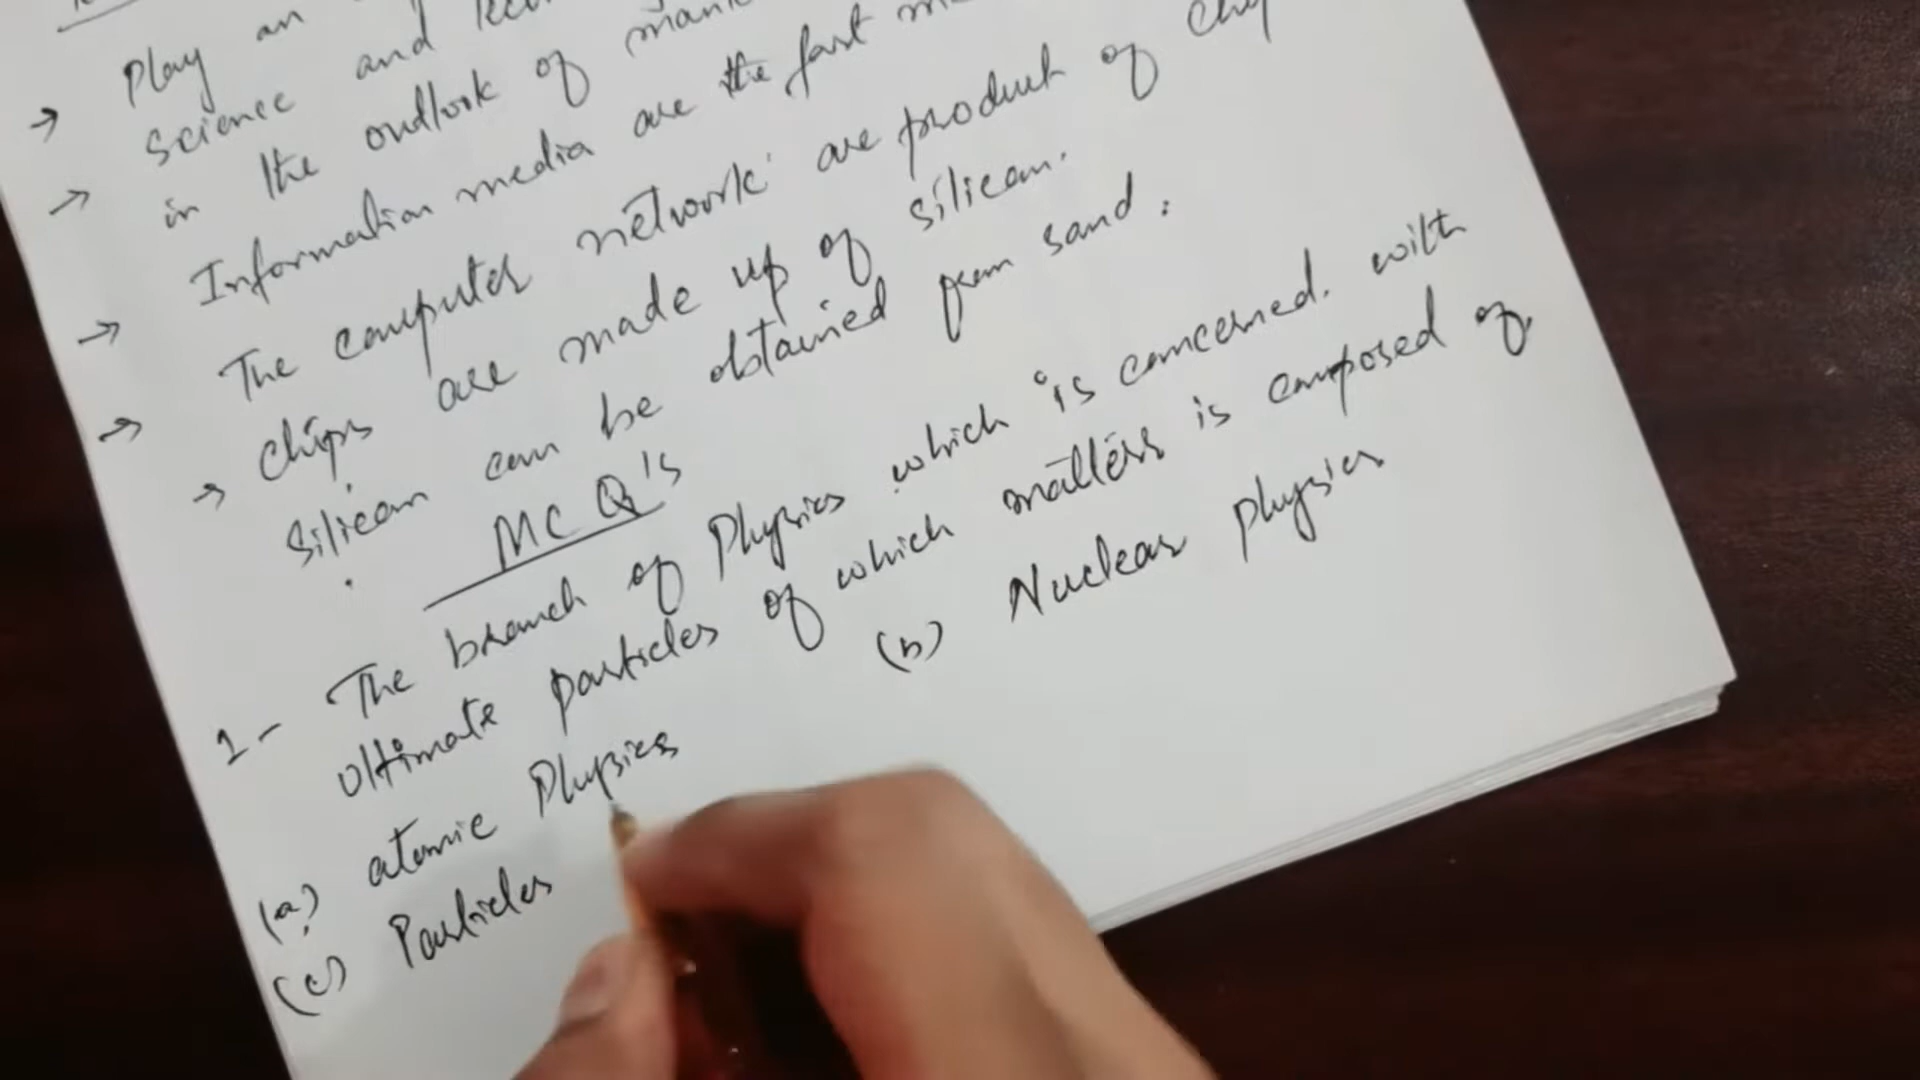 → Play an
science and
→ in the outlook of
Information media are the fast
→ The computer network are product of
→ Chips are made up of silicon.
→ Silicon can be obtained from sand.
MCQ's
1- The branch of Physics which is concerned. with
ultimate particles of which matters is composed of
(a) atomic Physics (b) Nuclear physics
(c) Particles